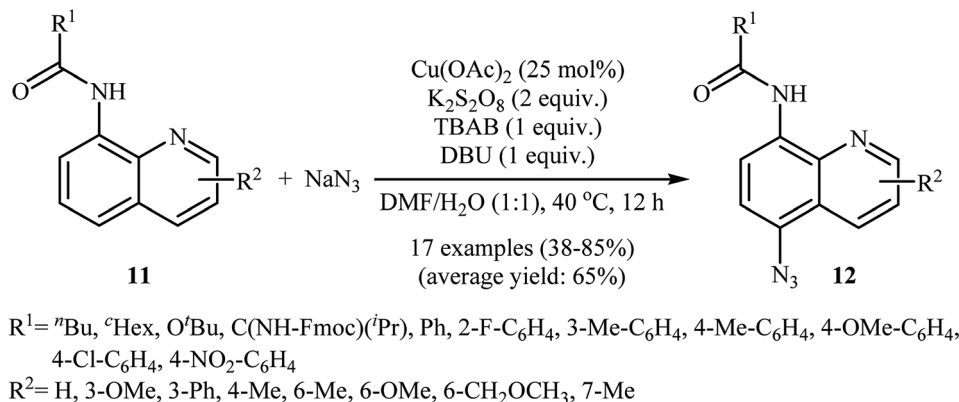 R¹
O
NH
N
R²
11
+ NaN₃
Cu(OAc)₂ (25 mol%)
K₂S₂O₈ (2 equiv.)
TBAB (1 equiv.)
DBU (1 equiv.)
DMF/H₂O (1:1), 40 °C, 12 h
17 examples (38-85%)
(average yield: 65%)
R¹
O
NH
N
R²
N₃
12
R¹= ⁿBu, ᶜHex, OᵗBu, C(NH-Fmoc)(ⁱPr), Ph, 2-F-C₆H₄, 3-Me-C₆H₄, 4-Me-C₆H₄, 4-OMe-C₆H₄,
4-Cl-C₆H₄, 4-NO₂-C₆H₄
R²= H, 3-OMe, 3-Ph, 4-Me, 6-Me, 6-OMe, 6-CH₂OCH₃, 7-Me